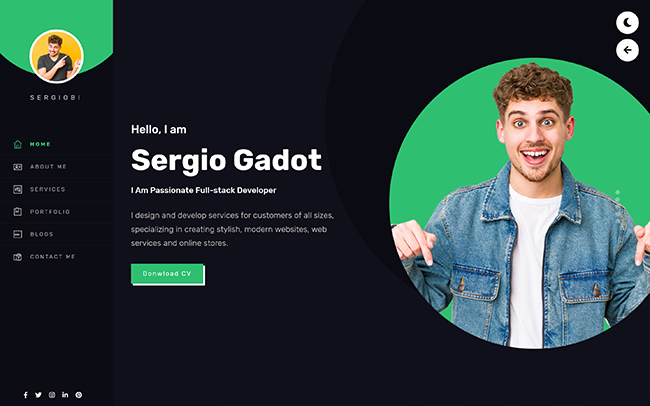 SERGIOBI
HOME
ABOUT ME
SERVICES
PORTFOLIO
BLOGS
CONTACT ME
Hello, I am
Sergio Gadot
I Am Passionate Full-stack Developer
I design and develop services for customers of all sizes,
specializing in creating stylish, modern websites, web
services and online stores.
Donwload CV